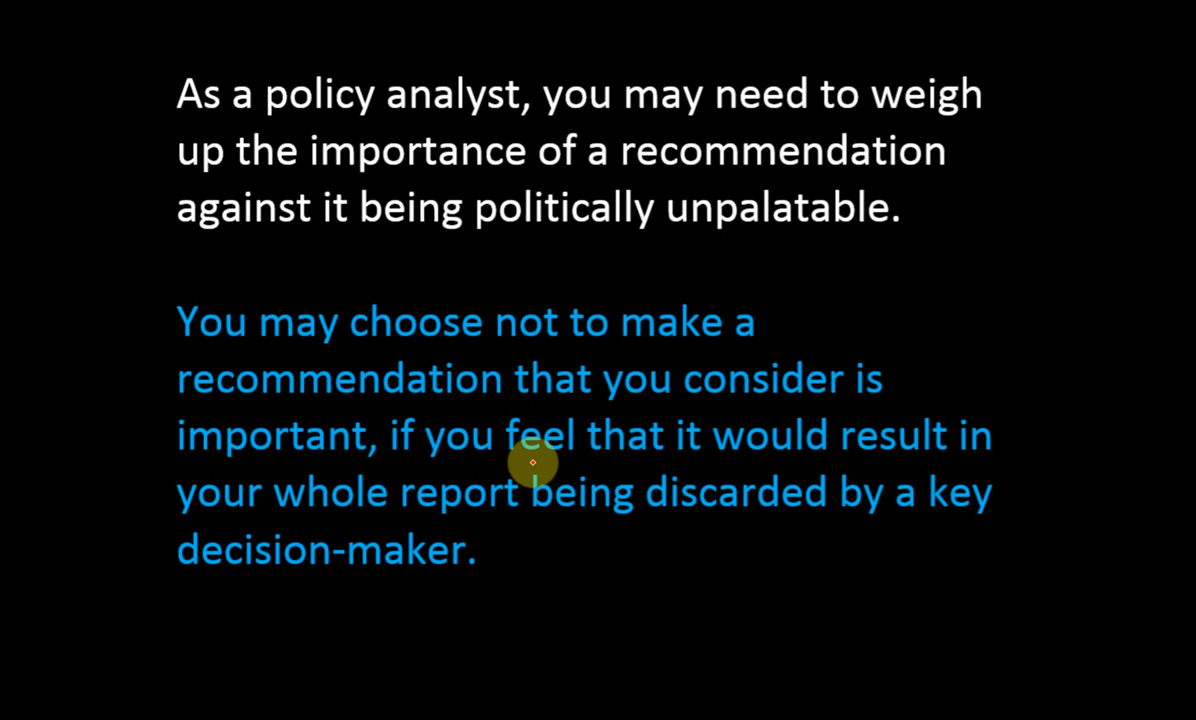 As a policy analyst, you may need to weigh
up the importance of a recommendation
against it being politically unpalatable.
You may choose not to make a
recommendation that you consider is
important, if you feel that it would result in
your whole report being discarded by a key
decision-maker.